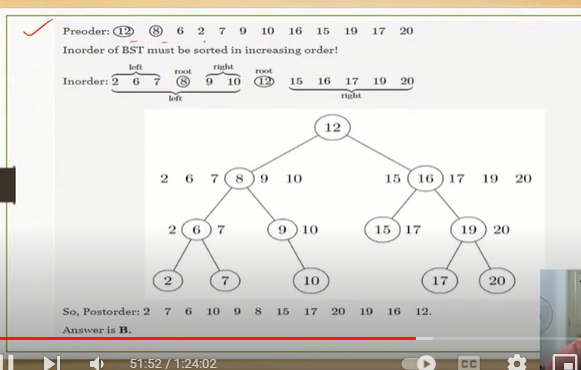 Preoder: 12 8 6 2 7 9 10 16 15 19 17 20
Inorder of BST must be sorted in increasing order!
left root right root
Inorder: 2 6 7 8 9 10 12 15 16 17 19 20
left right
12
2 6 7 8 9 10 15 16 17 19 20
2 6 7 9 10 15 17 19 20
2 7 10 17 20
So, Postorder: 2 7 6 10 9 8 15 17 20 19 16 12.
Answer is B.
51:52 / 1:24:02 CC